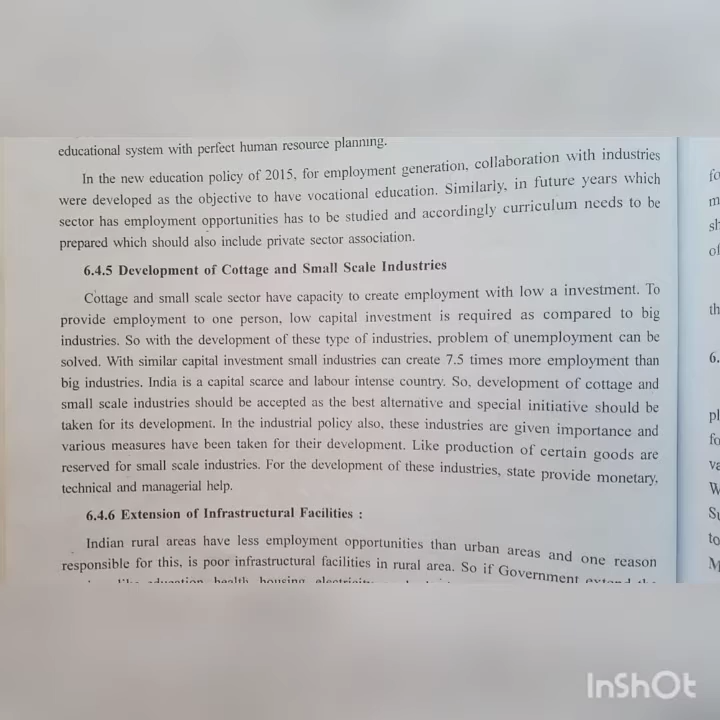 educational system with perfect human resource planning.
In the new education policy of 2015, for employment generation, collaboration with industries
were developed as the objective to have vocational education. Similarly, in future years which
sector has employment opportunities has to be studied and accordingly curriculum needs to be
prepared which should also include private sector association.
6.4.5 Development of Cottage and Small Scale Industries
Cottage and small scale sector have capacity to create employment with low a investment. To
provide employment to one person, low capital investment is required as compared to big
industries. So with the development of these type of industries, problem of unemployment can be
solved. With similar capital investment small industries can create 7.5 times more employment than
big industries. India is a capital scarce and labour intense country. So, development of cottage and
small scale industries should be accepted as the best alternative and special initiative should be
taken for its development. In the industrial policy also, these industries are given importance and
various measures have been taken for their development. Like production of certain goods are
reserved for small scale industries. For the development of these industries, state provide monetary,
technical and managerial help.
6.4.6 Extension of Infrastructural Facilities :
Indian rural areas have less employment opportunities than urban areas and one reason
responsible for this, is poor infrastructural facilities in rural area. So if Government extend the
education health housing
InShOt